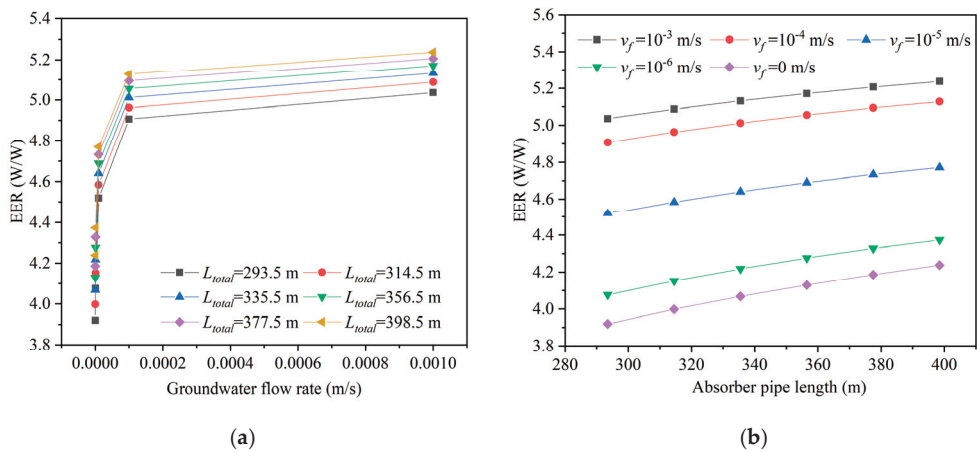 5.4
5.2
5.0
4.8
4.6
4.4
4.2
4.0
3.8
EER (W/W)
L_total=293.5 m L_total=314.5 m
L_total=335.5 m L_total=356.5 m
L_total=377.5 m L_total=398.5 m
0.0000 0.0002 0.0004 0.0006 0.0008 0.0010
Groundwater flow rate (m/s)
(a)
5.6
5.4
5.2
5.0
4.8
4.6
4.4
4.2
4.0
3.8
EER (W/W)
v_f=10⁻³ m/s v_f=10⁻⁴ m/s v_f=10⁻⁵ m/s
v_f=10⁻⁶ m/s v_f=0 m/s
280 300 320 340 360 380 400
Absorber pipe length (m)
(b)